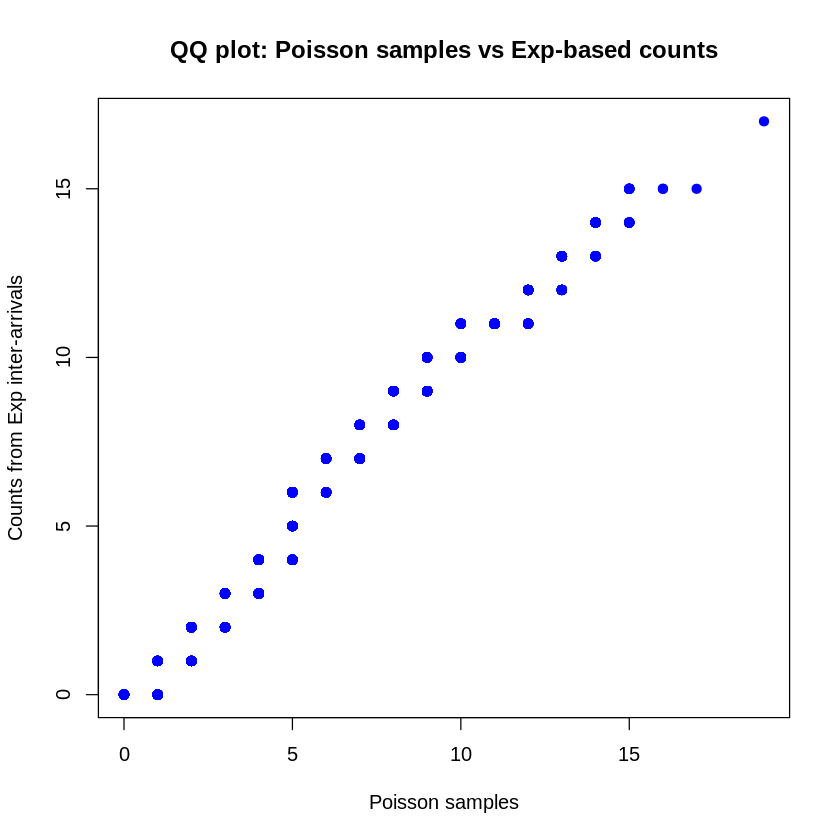 QQ plot: Poisson samples vs Exp-based counts
Counts from Exp inter-arrivals
15
10
5
0
0 5 10 15
Poisson samples